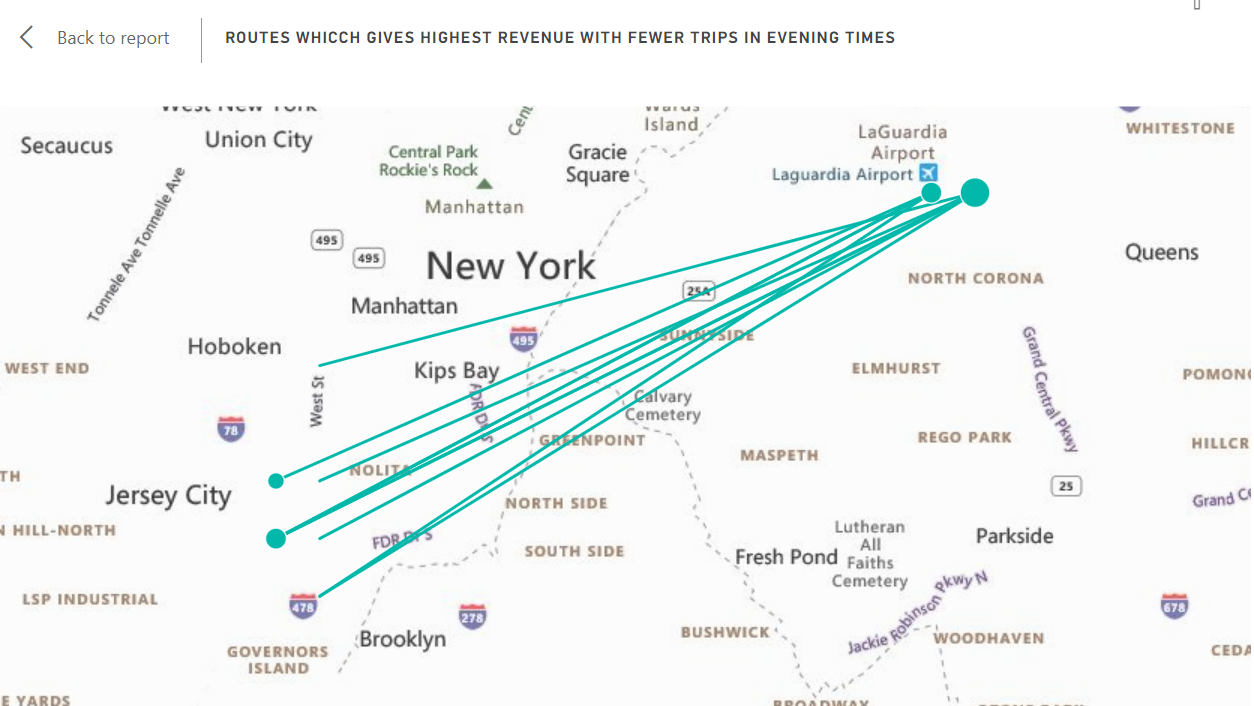 Back to report
ROUTES WHICCH GIVES HIGHEST REVENUE WITH FEWER TRIPS IN EVENING TIMES
West New York
Wards
Island
Secaucus
Union City
Cent
Central Park
Rockie's Rock
Gracie
Square
LaGuardia
Airport
Laguardia Airport
WHITESTONE
Tonnele Ave Tonnelle Ave
Manhattan
495
495
New York
Queens
NORTH CORONA
25A
Manhattan
495
SUNNYSIDE
Hoboken
WEST END
Kips Bay
ELMHURST
Grand Central Pkwy
POMONO
West St
FDR Dr S
Calvary
Cemetery
78
GREENPOINT
REGO PARK
HILLCR
MASPETH
TH
NOLITA
Jersey City
25
Grand Ce
NORTH SIDE
N HILL-NORTH
FDR Dr S
SOUTH SIDE
Lutheran
All
Faiths
Cemetery
Parkside
Fresh Pond
LSP INDUSTRIAL
478
278
Jackie Robinson Pkwy N
678
Brooklyn
BUSHWICK
WOODHAVEN
GOVERNORS
ISLAND
CEDA
E YARDS
BROADWAY